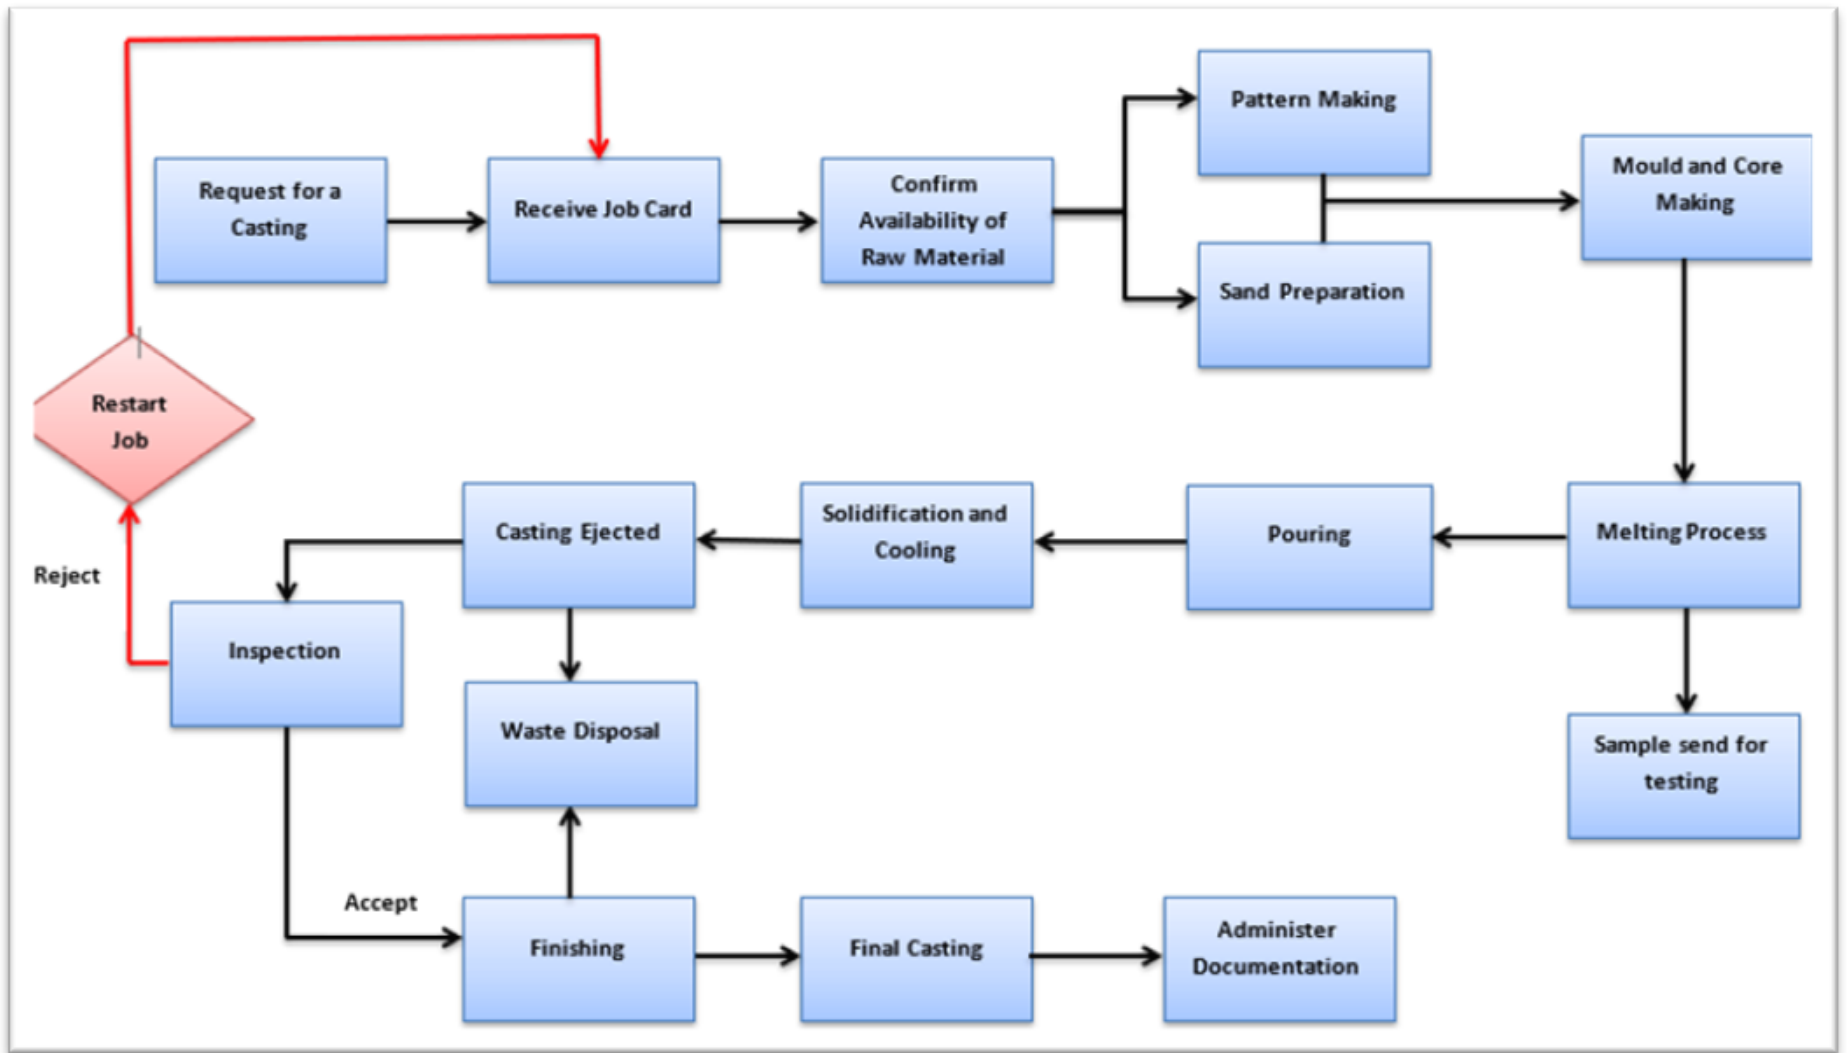 Request for a
Casting
Receive Job Card
Confirm
Availability of
Raw Material
Pattern Making
Sand Preparation
Mould and Core
Making
Restart
Job
Reject
Casting Ejected
Solidification and
Cooling
Pouring
Melting Process
Inspection
Waste Disposal
Sample send for
testing
Accept
Finishing
Final Casting
Administer
Documentation